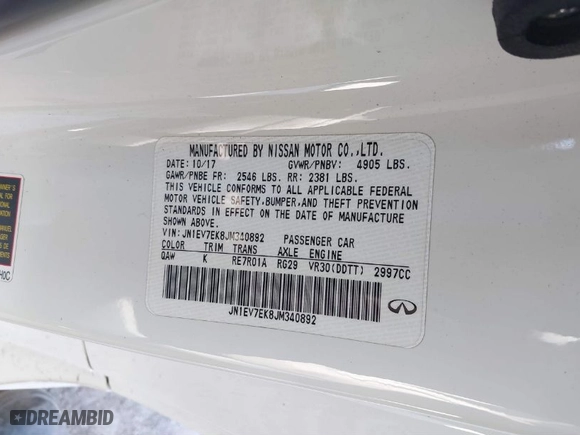 MANUFACTURED BY NISSAN MOTOR CO.,LTD.
DATE: 10/17 GVWR/PNBV: 4905 LBS.
GAWR/PNBE FR: 2546 LBS. RR: 2381 LBS.
THIS VEHICLE CONFORMS TO ALL APPLICABLE FEDERAL
MOTOR VEHICLE SAFETY,BUMPER,AND THEFT PREVENTION
STANDARDS IN EFFECT ON THE DATE OF MANUFACTURE
SHOWN ABOVE.
VIN: JN1EV7EK8JM340892 PASSENGER CAR
COLOR TRIM TRANS AXLE ENGINE
QAW K RE7R01A RG29 VR30(DDTT) 2997CC
JN1EV7EK8JM340892
DREAMBID